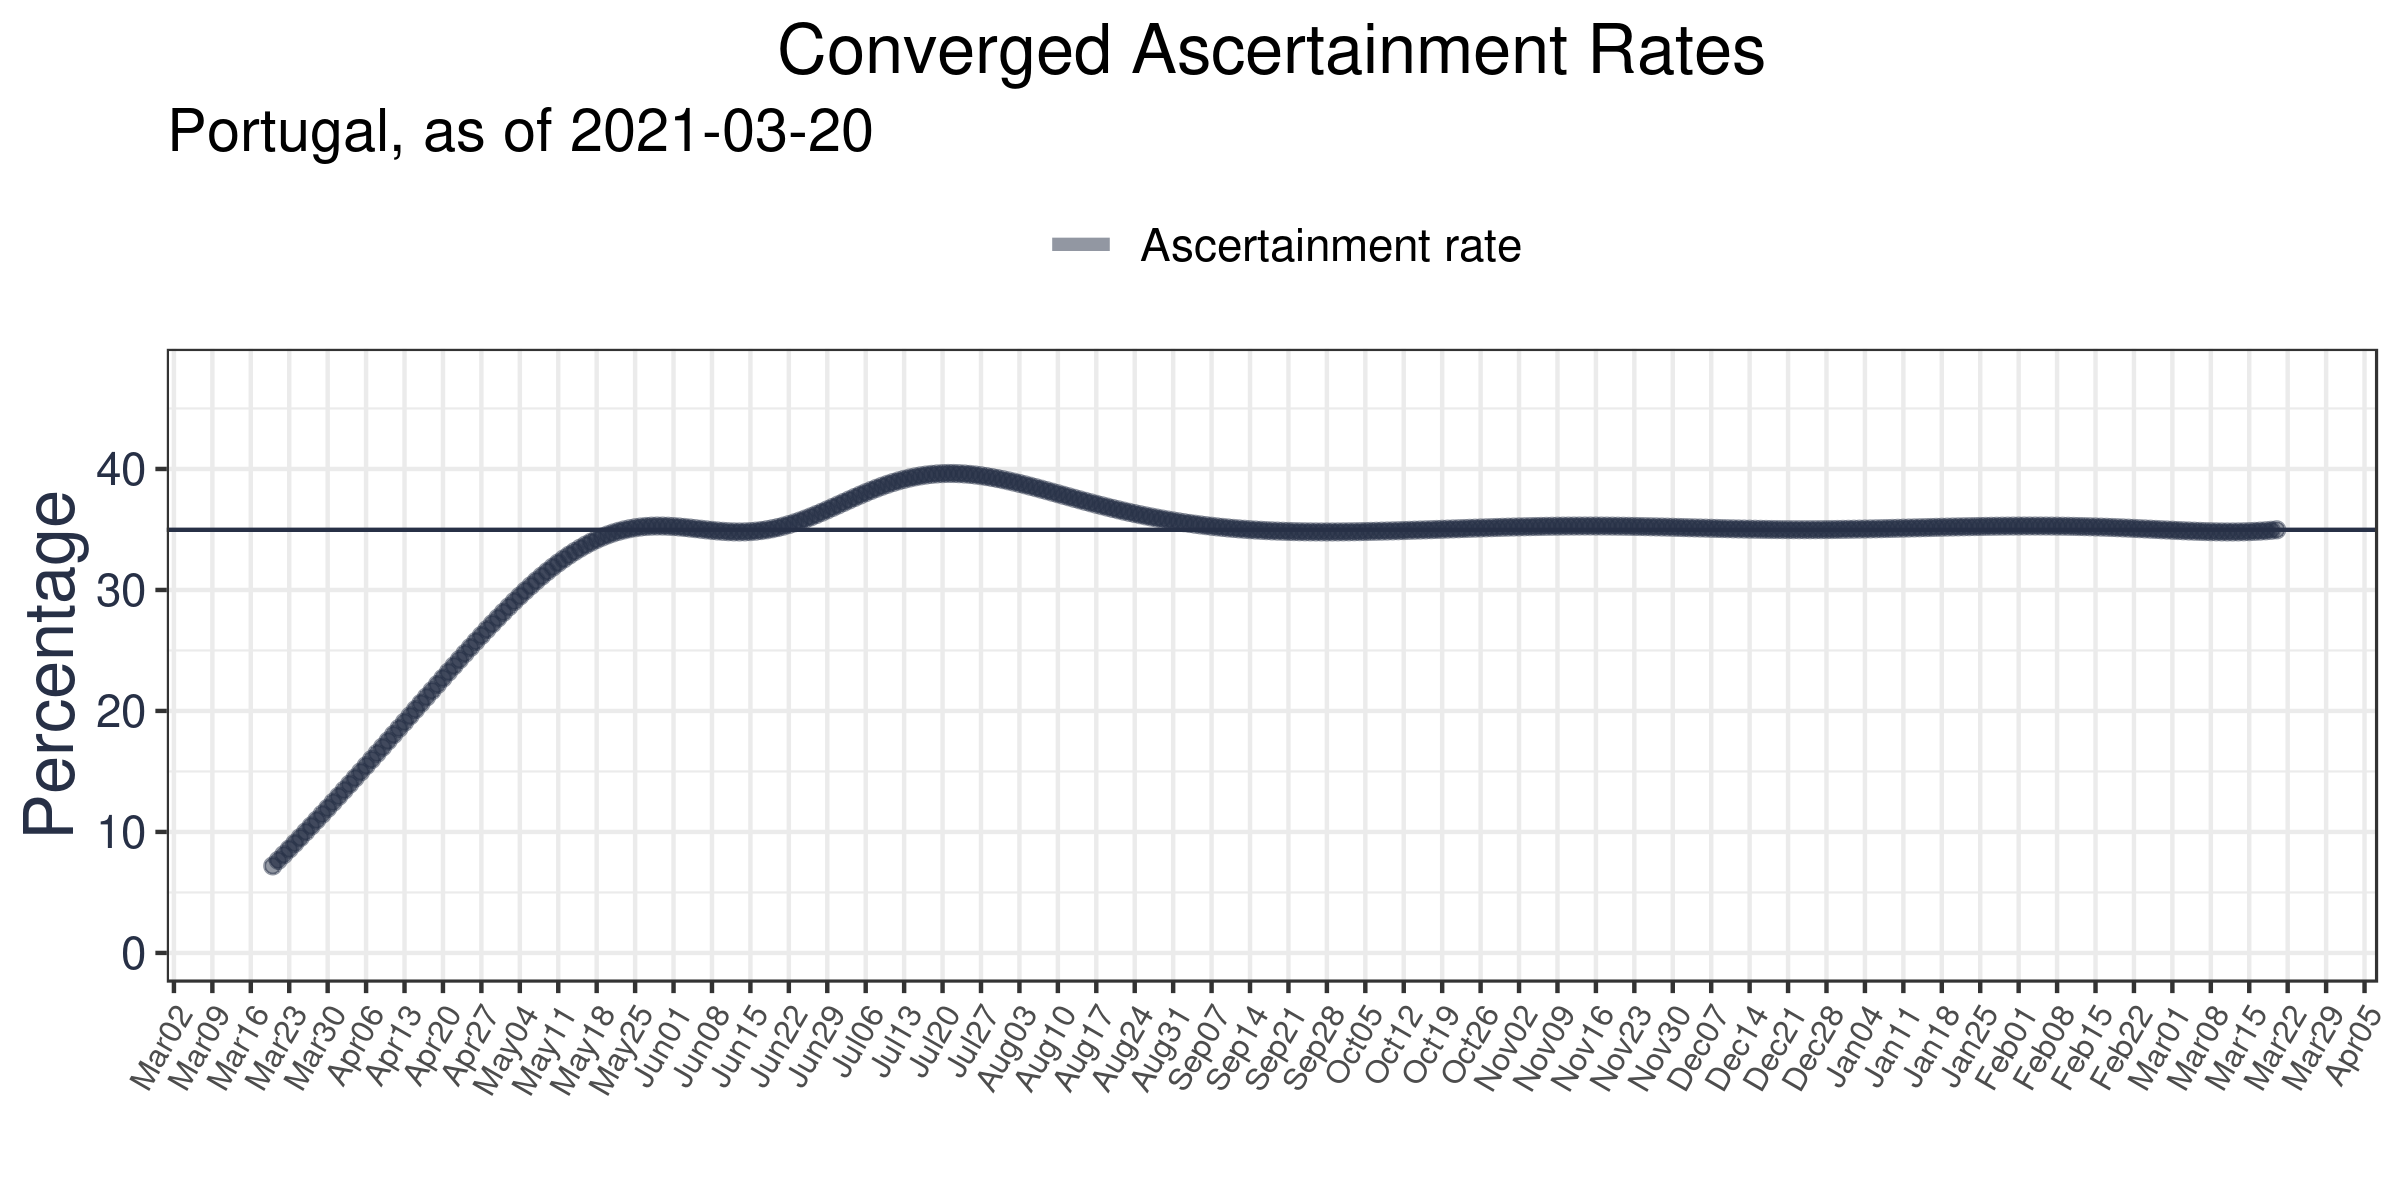 Converged Ascertainment Rates
Portugal, as of 2021-03-20
Ascertainment rate
Percentage
40
30
20
10
0
Mar02 Mar09 Mar16 Mar23 Mar30 Apr06 Apr13 Apr20 Apr27 May04 May11 May18 May25 Jun01 Jun08 Jun15 Jun22 Jun29 Jul06 Jul13 Jul20 Jul27 Aug03 Aug10 Aug17 Aug24 Aug31 Sep07 Sep14 Sep21 Sep28 Oct05 Oct12 Oct19 Oct26 Nov02 Nov09 Nov16 Nov23 Nov30 Dec07 Dec14 Dec21 Dec28 Jan04 Jan11 Jan18 Jan25 Feb01 Feb08 Feb15 Feb22 Mar01 Mar08 Mar15 Mar22 Mar29 Apr05